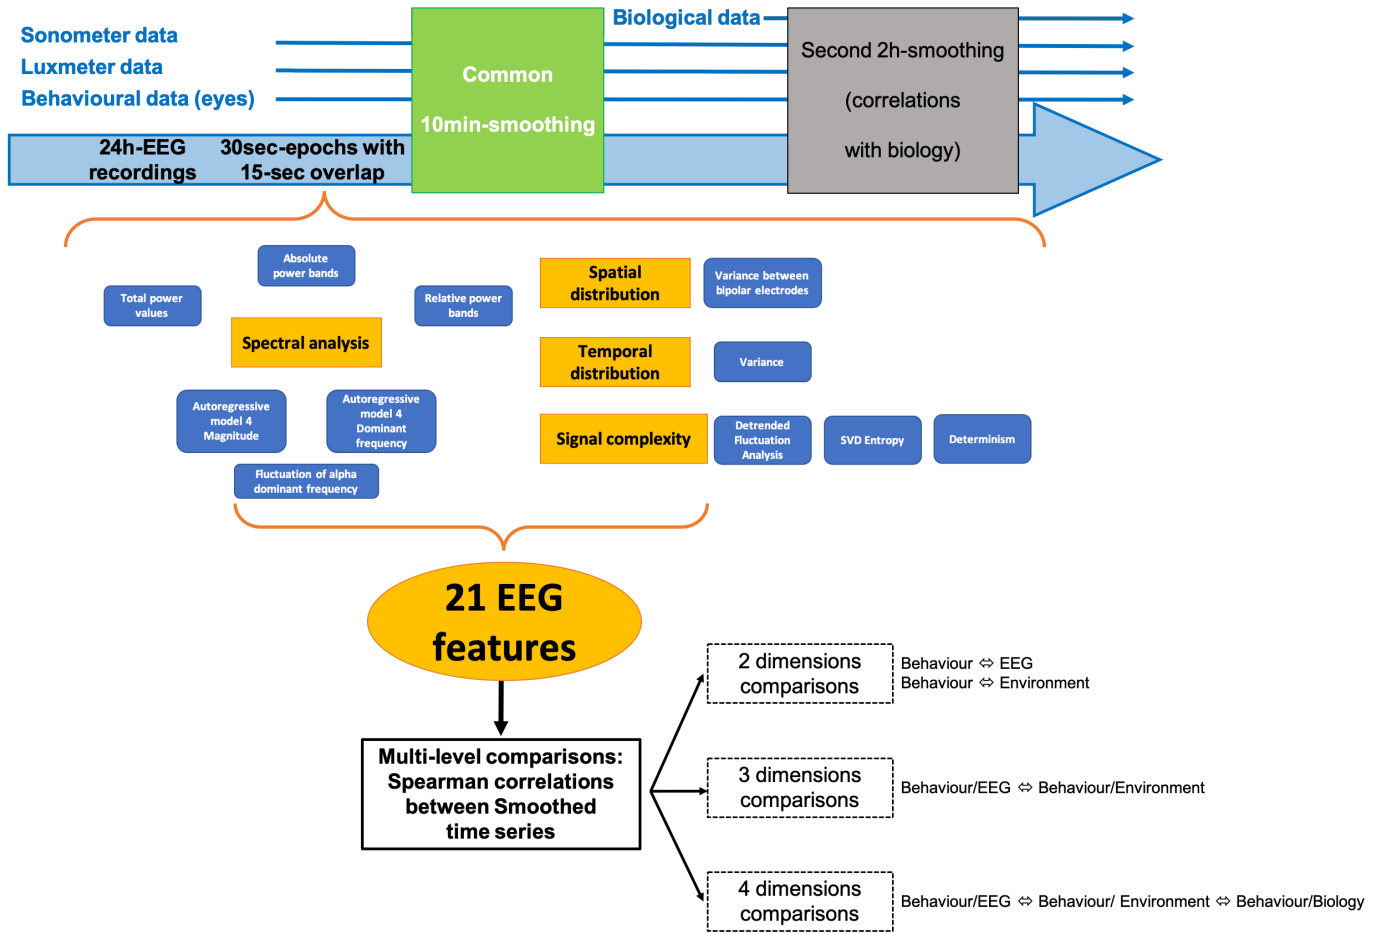 Biological data
Sonometer data
Luxmeter data
Behavioural data (eyes)
Common
10min-smoothing
Second 2h-smoothing
(correlations
with biology)
24h-EEG
recordings
30sec-epochs with
15-sec overlap
Absolute
power bands
Total power
values
Relative power
bands
Spectral analysis
Autoregressive
model 4
Magnitude
Autoregressive
model 4
Dominant
frequency
Fluctuation of alpha
dominant frequency
Spatial
distribution
Variance between
bipolar electrodes
Temporal
distribution
Variance
Signal complexity
Detrended
Fluctuation
Analysis
SVD Entropy
Determinism
21 EEG
features
Multi-level comparisons:
Spearman correlations
between Smoothed
time series
2 dimensions
comparisons
Behaviour ⇔ EEG
Behaviour ⇔ Environment
3 dimensions
comparisons
Behaviour/EEG ⇔ Behaviour/Environment
4 dimensions
comparisons
Behaviour/EEG ⇔ Behaviour/ Environment ⇔ Behaviour/Biology